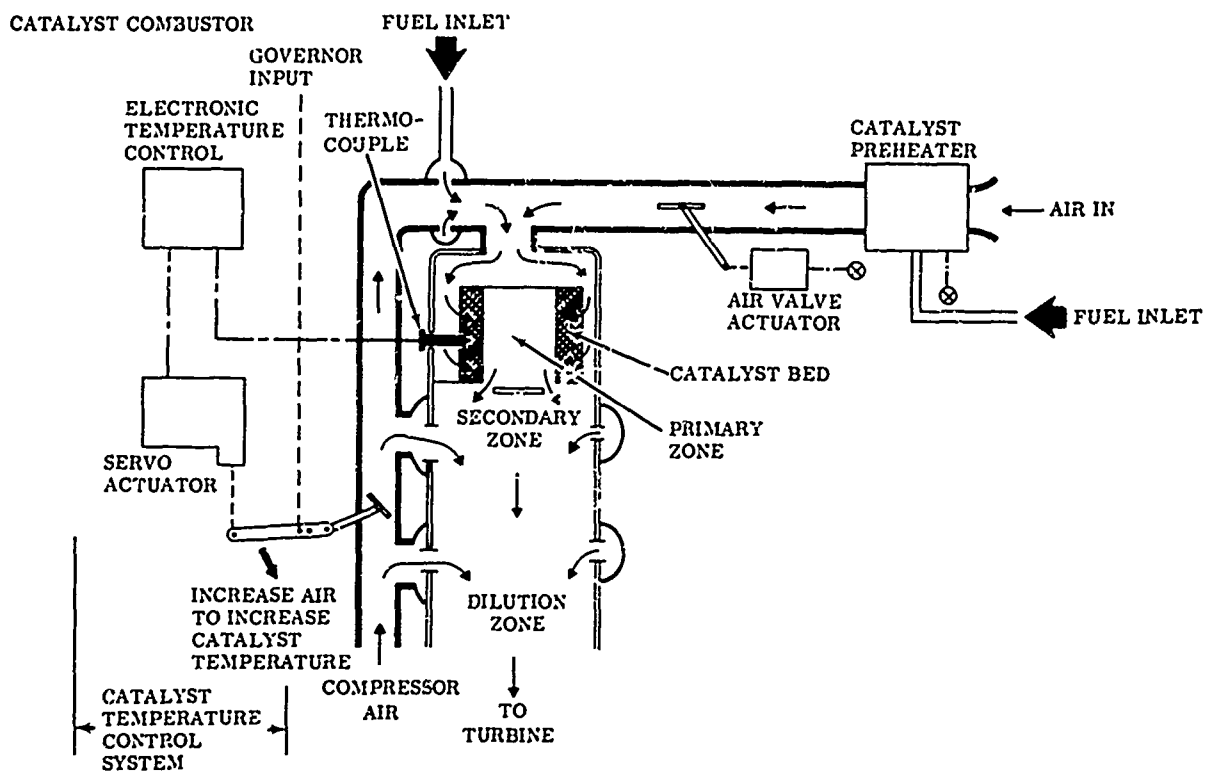 CATALYST COMBUSTOR
FUEL INLET
GOVERNOR
INPUT
ELECTRONIC
TEMPERATURE
CONTROL
THERMO-
COUPLE
CATALYST
PREHEATER
AIR IN
AIR VALVE
ACTUATOR
FUEL INLET
CATALYST BED
SECONDARY
ZONE
PRIMARY
ZONE
SERVO
ACTUATOR
INCREASE AIR
TO INCREASE
CATALYST
TEMPERATURE
DILUTION
ZONE
COMPRESSOR
AIR
TO
TURBINE
CATALYST
TEMPERATURE
CONTROL
SYSTEM